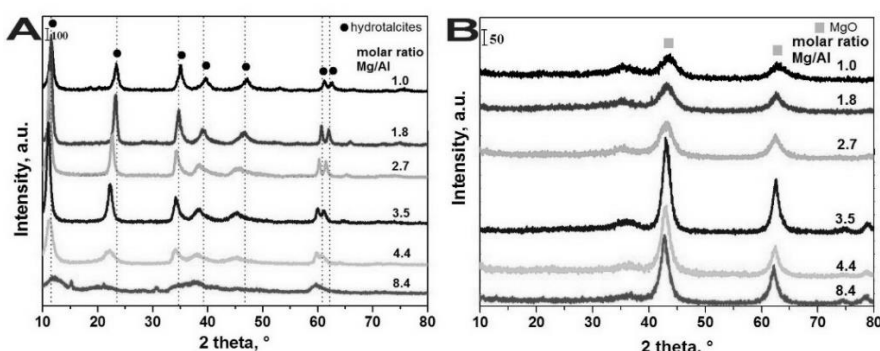 A
100
hydrotalcites
molar ratio
Mg/Al
1.0
1.8
2.7
3.5
4.4
8.4
Intensity, a.u.
10 20 30 40 50 60 70 80
2 theta, °
B
50
MgO
molar ratio
Mg/Al
1.0
1.8
2.7
3.5
4.4
8.4
Intensity, a.u.
10 20 30 40 50 60 70 80
2 theta, °